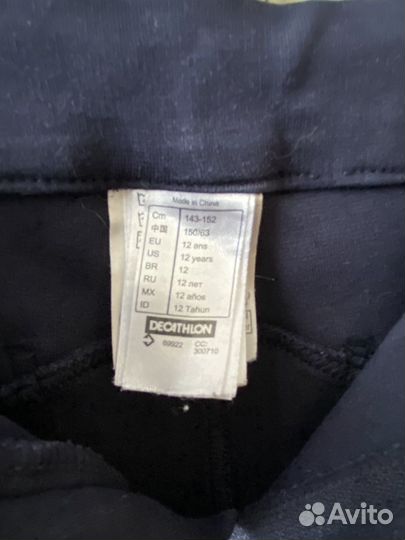 Made in China
Cm 143-152
中国 150/63
EU 12 ans
US 12 years
BR 12
RU 12 лет
MX 12 años
ID 12 Tahun
DECATHLON
69922 CC:
300710
Avito